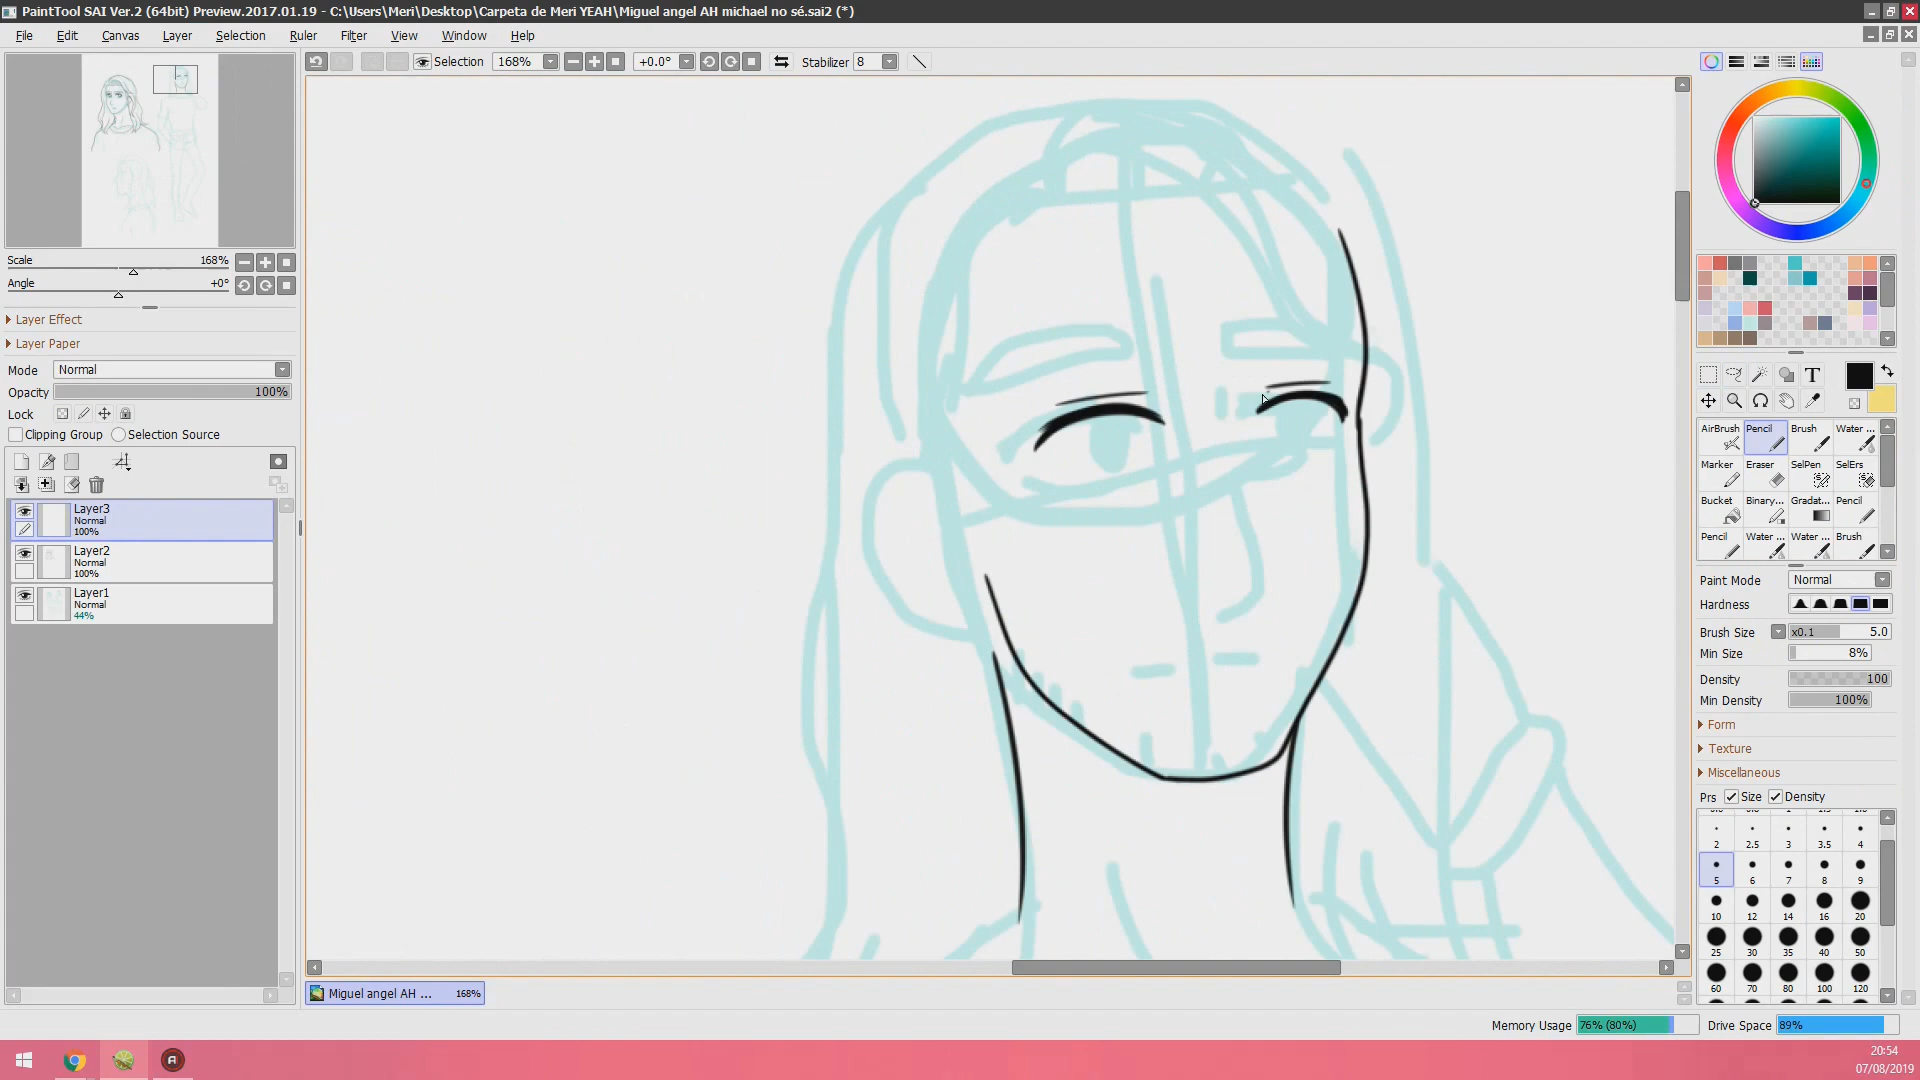 PaintTool SAI Ver.2 (64bit) Preview.2017.01.19 - C:\Users\Meri\Desktop\Carpeta de Meri YEAH\Miguel angel AH michael no sé.sai2 (*)
File Edit Canvas Layer Selection Ruler Filter View Window Help
Selection 168% +0.0° Stabilizer 8
Scale 168%
Angle +0°
Layer Effect
Layer Paper
Mode Normal
Opacity 100%
Lock
Clipping Group Selection Source
Layer3
Normal
100%
Layer2
Normal
100%
Layer1
Normal
44%
T
AirBrush Pencil Brush Water ...
Marker Eraser SelPen SelErs
Bucket Binary... Gradat... Pencil
Pencil Water ... Water ... Brush
Paint Mode Normal
Hardness
Brush Size x0.1 5.0
Min Size 8%
Density 100
Min Density 100%
Form
Texture
Miscellaneous
Prs Size Density
2 2.5 3 3.5 4
5 6 7 8 9
10 12 14 16 20
25 30 35 40 50
60 70 80 100 120
Miguel angel AH ... 168%
Memory Usage 76% (80%) Drive Space 89%
20:54
07/08/2019